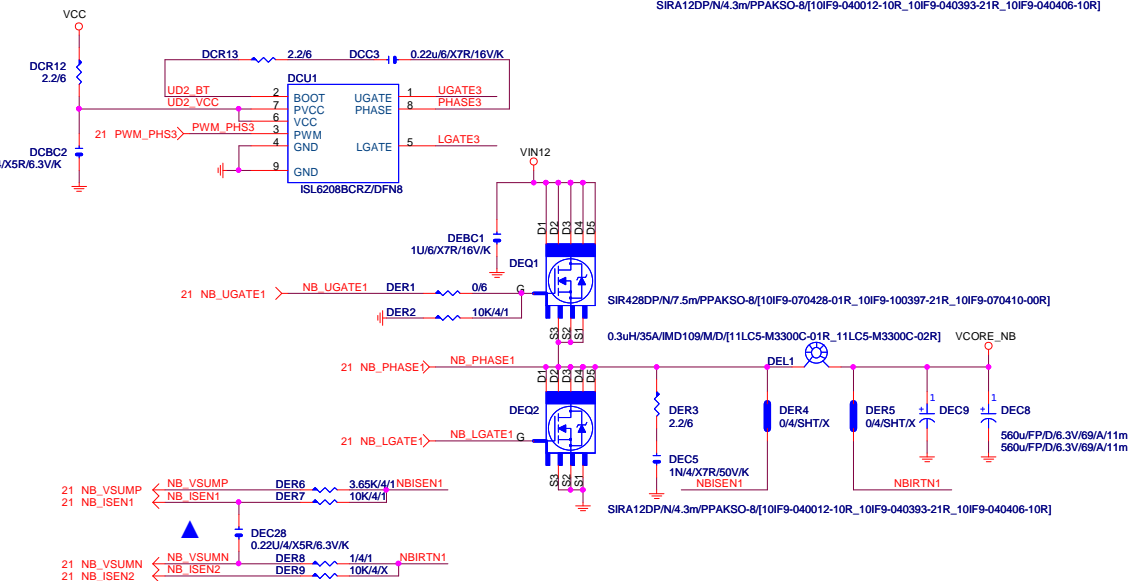 SIRA12DP/N/4.3m/PPAKSO-8/[10IF9-040012-10R_10IF9-040393-21R_10IF9-040406-10R]
VCC
DCR12
2.2/6
DCR13 2.2/6 DCC3 0.22u/6/X7R/16V/K
DCU1
UD2_BT 2 BOOT UGATE 1 UGATE3
UD2_VCC 7 PVCC PHASE 8 PHASE3
6 VCC
21 PWM_PHS3 PWM_PHS3 3 PWM
4 GND LGATE 5 LGATE3
9 GND
ISL6208BCRZ/DFN8
DCBC2
/X5R/6.3V/K
VIN12
D1 D2 D3 D4 D5
DEBC1
1U/6/X7R/16V/K
DEQ1
21 NB_UGATE1 NB_UGATE1 DER1 0/6 G
DER2 10K/4/1
SIR428DP/N/7.5m/PPAKSO-8/[10IF9-070428-01R_10IF9-100397-21R_10IF9-070410-00R]
S3 S2 S1
0.3uH/35A/IMD109/M/D/[11LC5-M3300C-01R_11LC5-M3300C-02R]
VCORE_NB
21 NB_PHASE1 NB_PHASE1
DEL1
D1 D2 D3 D4 D5
DEQ2
DER3
2.2/6
DER4
0/4/SHT/X
DER5
0/4/SHT/X
1 DEC9
1 DEC8
560u/FP/D/6.3V/69/A/11m
560u/FP/D/6.3V/69/A/11m
21 NB_LGATE1 NB_LGATE1 G
DEC5
1N/4/X7R/50V/K
S3 S2 S1
NBISEN1
NBIRTN1
SIRA12DP/N/4.3m/PPAKSO-8/[10IF9-040012-10R_10IF9-040393-21R_10IF9-040406-10R]
21 NB_VSUMP NB_VSUMP DER6 3.65K/4/1 NBISEN1
21 NB_ISEN1 NB_ISEN1 DER7 10K/4/1
DEC28
0.22U/4/X5R/6.3V/K
21 NB_VSUMN NB_VSUMN DER8 1/4/1 NBIRTN1
21 NB_ISEN2 NB_ISEN2 DER9 10K/4/X